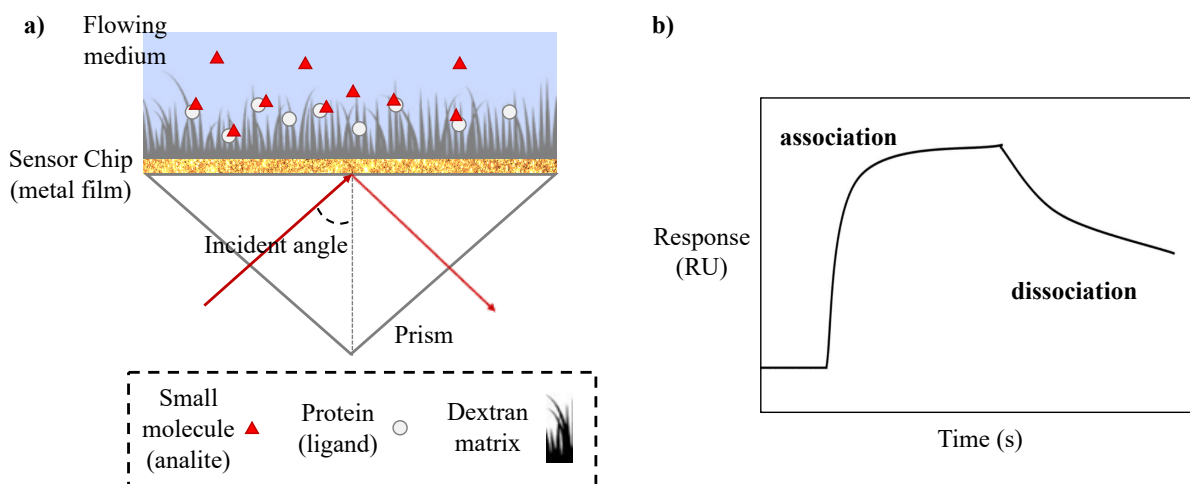 a)
Flowing
medium
Sensor Chip
(metal film)
Incident angle
Prism
Small
molecule
(analite)
Protein
(ligand)
Dextran
matrix
b)
association
Response
(RU)
dissociation
Time (s)